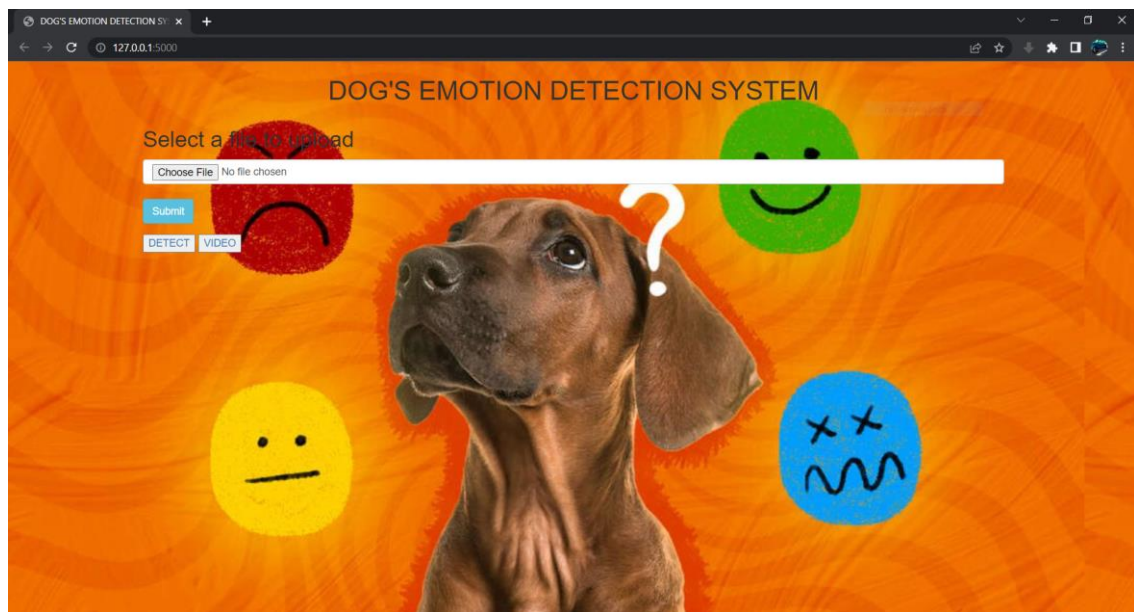 DOG'S EMOTION DETECTION SY
127.0.0.1:5000
DOG'S EMOTION DETECTION SYSTEM
Select a file to upload
Choose File No file chosen
Submit
DETECT VIDEO
?